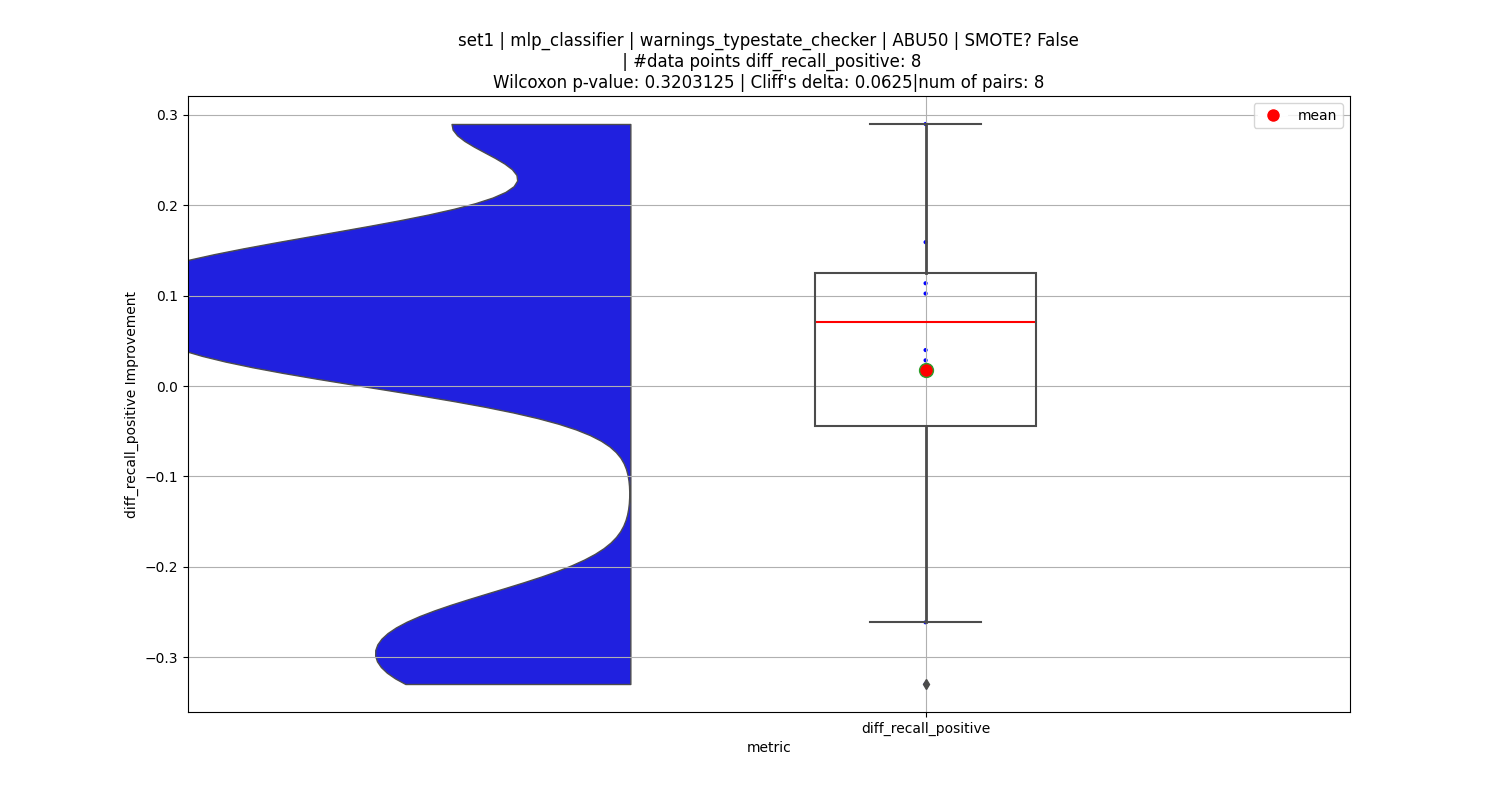 set1 | mlp_classifier | warnings_typestate_checker | ABU50 | SMOTE? False
| #data points diff_recall_positive: 8
Wilcoxon p-value: 0.3203125 | Cliff's delta: 0.0625|num of pairs: 8
mean
0.3
0.2
0.1
0.0
−0.1
−0.2
−0.3
diff_recall_positive Improvement
diff_recall_positive
metric